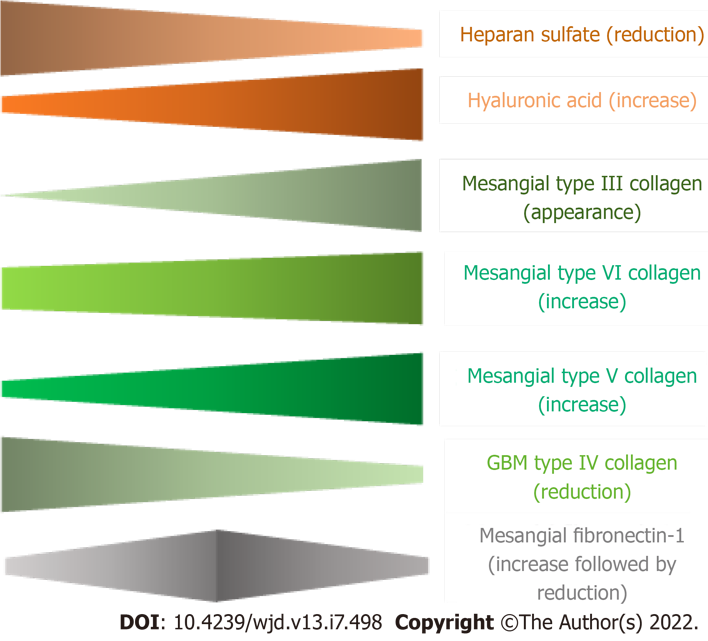 Heparan sulfate (reduction)
Hyaluronic acid (increase)
Mesangial type III collagen
(appearance)
Mesangial type VI collagen
(increase)
Mesangial type V collagen
(increase)
GBM type IV collagen
(reduction)
Mesangial fibronectin-1
(increase followed by
reduction)
DOI: 10.4239/wjd.v13.i7.498 Copyright ©The Author(s) 2022.